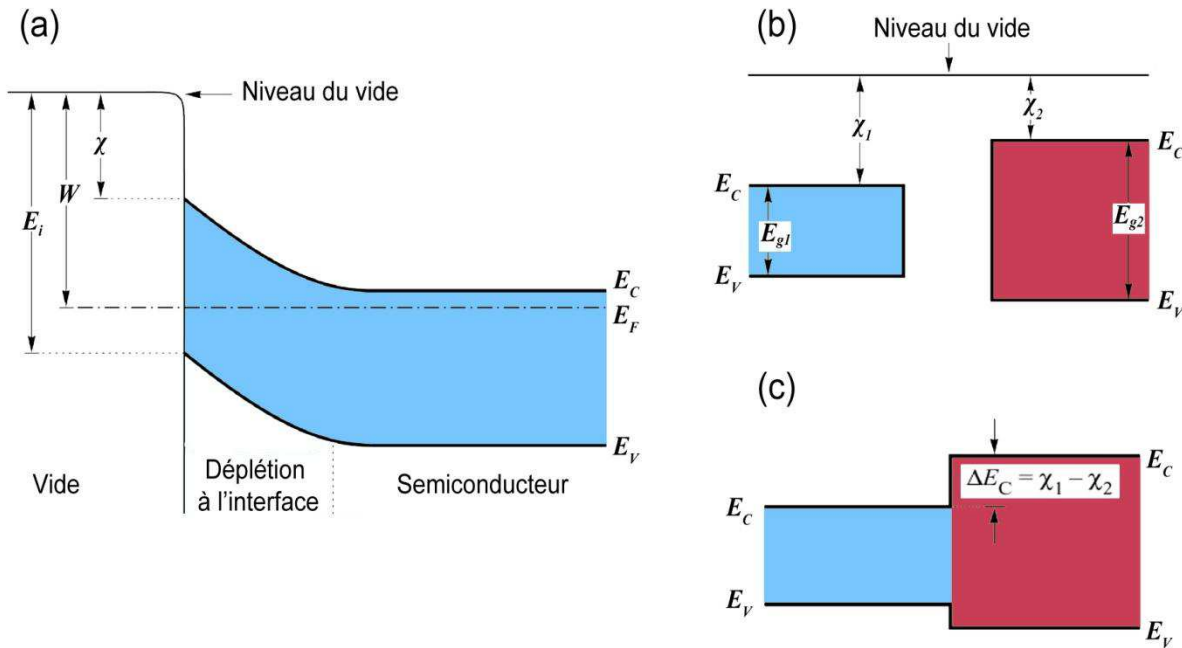 (a)
Niveau du vide
χ
W
E_i
E_C
E_F
E_V
Vide
Déplétion
à l'interface
Semiconducteur
(b)
Niveau du vide
χ_1
χ_2
E_C
E_C
E_g1
E_g2
E_V
E_V
(c)
E_C
ΔE_C = χ_1 – χ_2
E_C
E_V
E_V